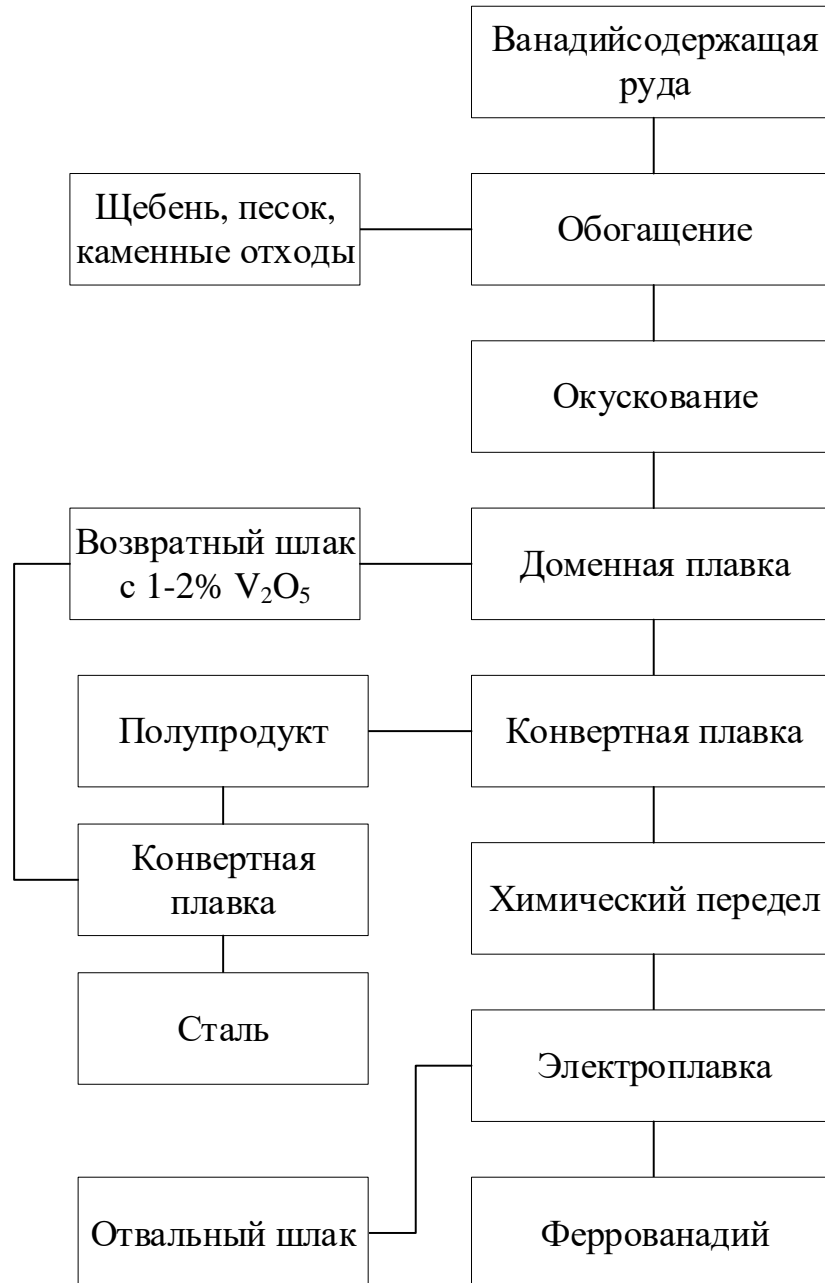 Ванадийсодержащая
руда
Щебень, песок,
каменные отходы
Обогащение
Окускование
Возвратный шлак
с 1-2% V₂O₅
Доменная плавка
Полупродукт
Конвертная плавка
Конвертная
плавка
Химический передел
Сталь
Электроплавка
Отвальный шлак
Феррованадий